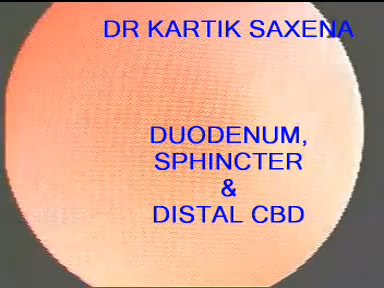 DR KARTIK SAXENA
DUODENUM,
SPHINCTER
&
DISTAL CBD